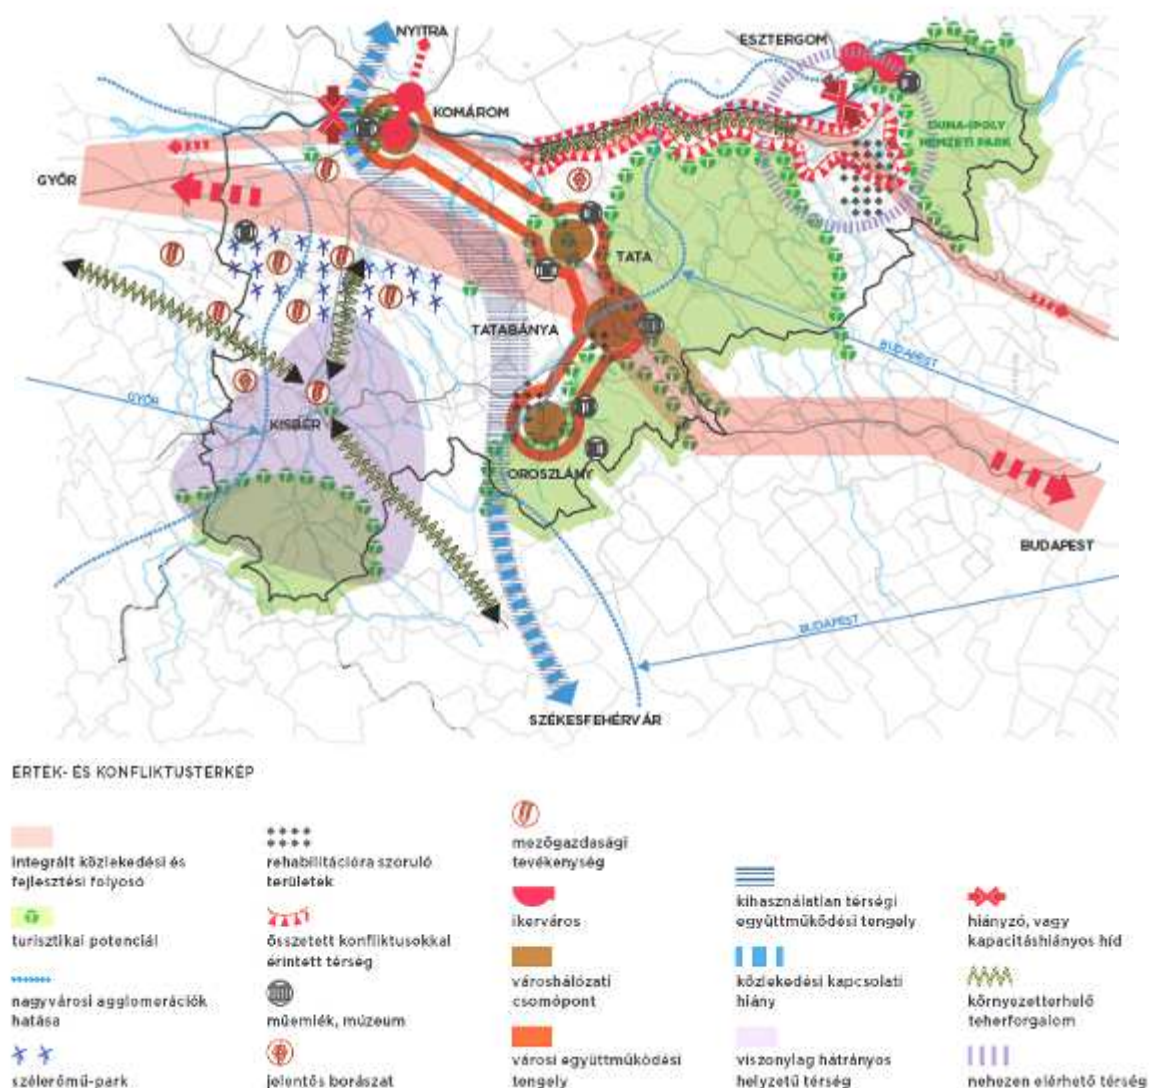 NYITRA
ESZTERGOM
KOMÁROM
DUNA-IPOLY
NEMZETI PARK
GYŐR
TATA
TATABÁNYA
BUDAPEST
GYŐR
KISBÉR
OROSZLÁNY
BUDAPEST
BUDAPEST
SZÉKESFEHÉRVÁR
ÉRTÉK- ÉS KONFLIKTUSTÉRKÉP
integrált közlekedési és
fejlesztési folyosó
turisztikai potenciál
nagyvárosi agglomerációk
hatása
szélerőmű-park
rehabilitációra szoruló
területek
összetett konfliktusokkal
érintett térség
műemlék, múzeum
jelentős borászat
mezőgazdasági
tevékenység
ikerváros
városhálózati
csomópont
városi együttműködési
tengely
kihasználatlan térségi
együttműködési tengely
közlekedési kapcsolati
hiány
viszonylag hátrányos
helyzetű térség
hiányzó, vagy
kapacitáshiányos híd
környezetterhelő
teherforgalom
nehezen elérhető térség